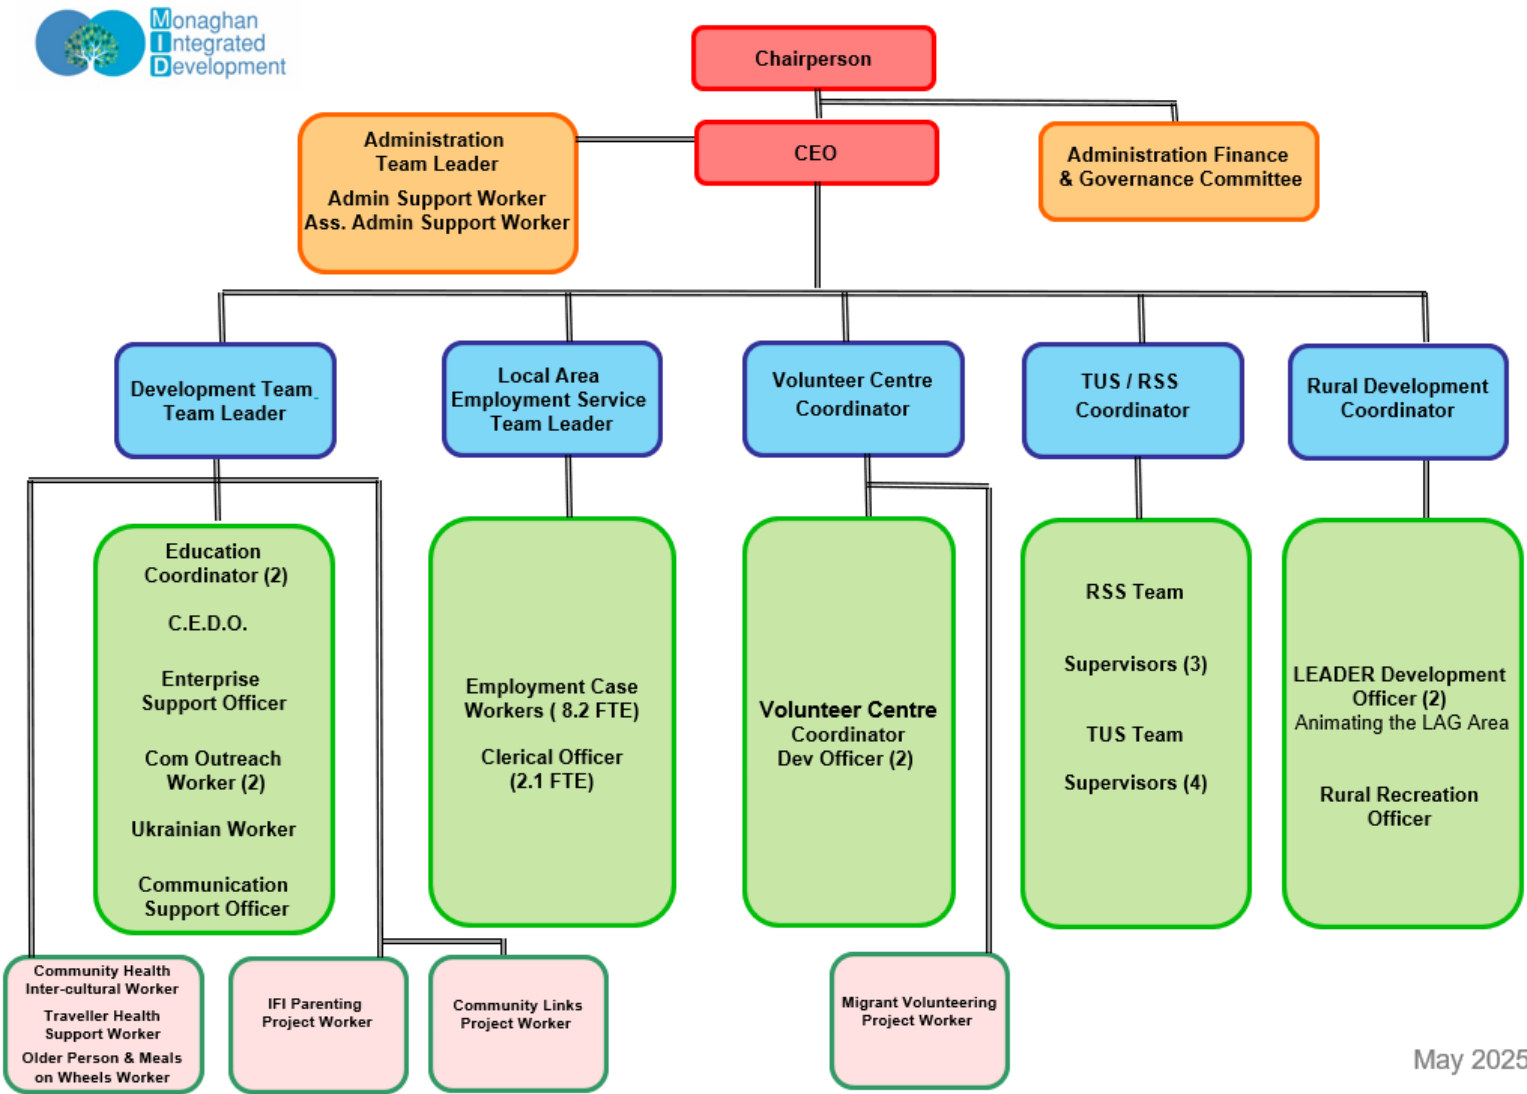 Monaghan
Integrated
Development
Chairperson
Administration
Team Leader
Admin Support Worker
Ass. Admin Support Worker
CEO
Administration Finance
& Governance Committee
Development Team
Team Leader
Local Area
Employment Service
Team Leader
Volunteer Centre
Coordinator
TUS / RSS
Coordinator
Rural Development
Coordinator
Education
Coordinator (2)
C.E.D.O.
Enterprise
Support Officer
Com Outreach
Worker (2)
Ukrainian Worker
Communication
Support Officer
Employment Case
Workers ( 8.2 FTE)
Clerical Officer
(2.1 FTE)
Volunteer Centre
Coordinator
Dev Officer (2)
RSS Team
Supervisors (3)
TUS Team
Supervisors (4)
LEADER Development
Officer (2)
Animating the LAG Area
Rural Recreation
Officer
Community Health
Inter-cultural Worker
Traveller Health
Support Worker
Older Person & Meals
on Wheels Worker
IFI Parenting
Project Worker
Community Links
Project Worker
Migrant Volunteering
Project Worker
May 2025